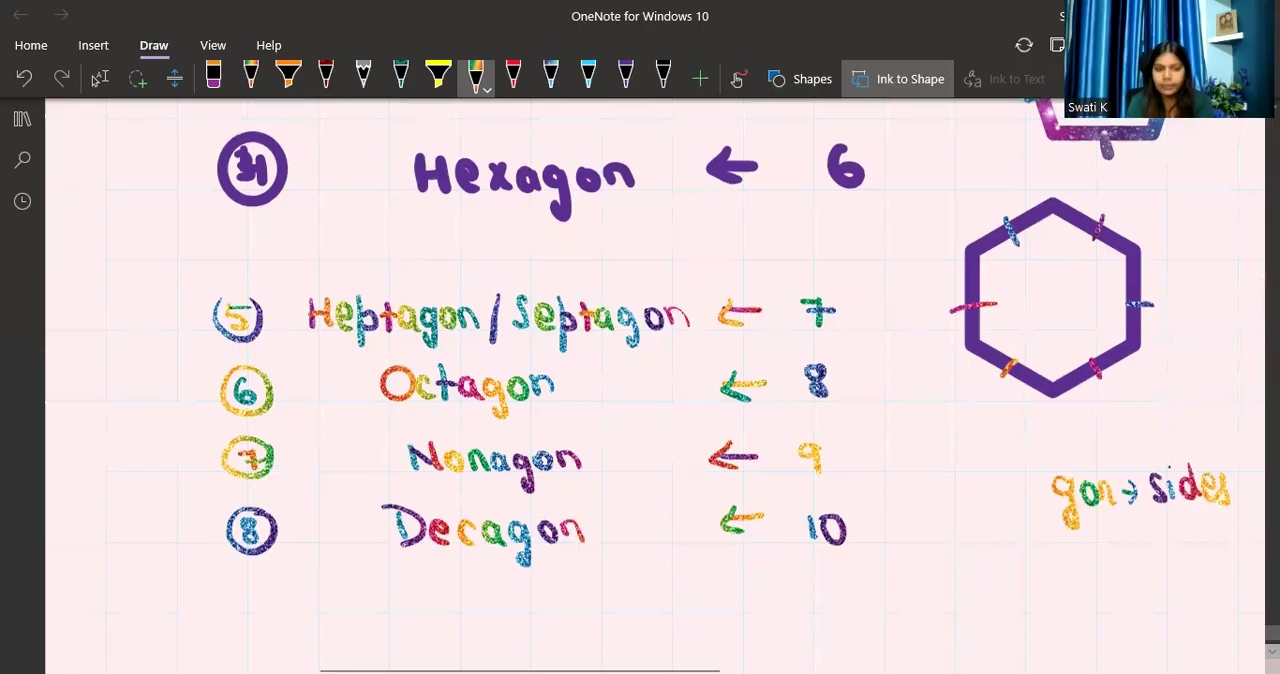 OneNote for Windows 10
Home Insert Draw View Help
Shapes Ink to Shape Ink to Text
Swati K
Hexagon ← 6
5 Heptagon/Septagon ← 7
6 Octagon ← 8
7 Nonagon ← 9
8 Decagon ← 10
gon → sides